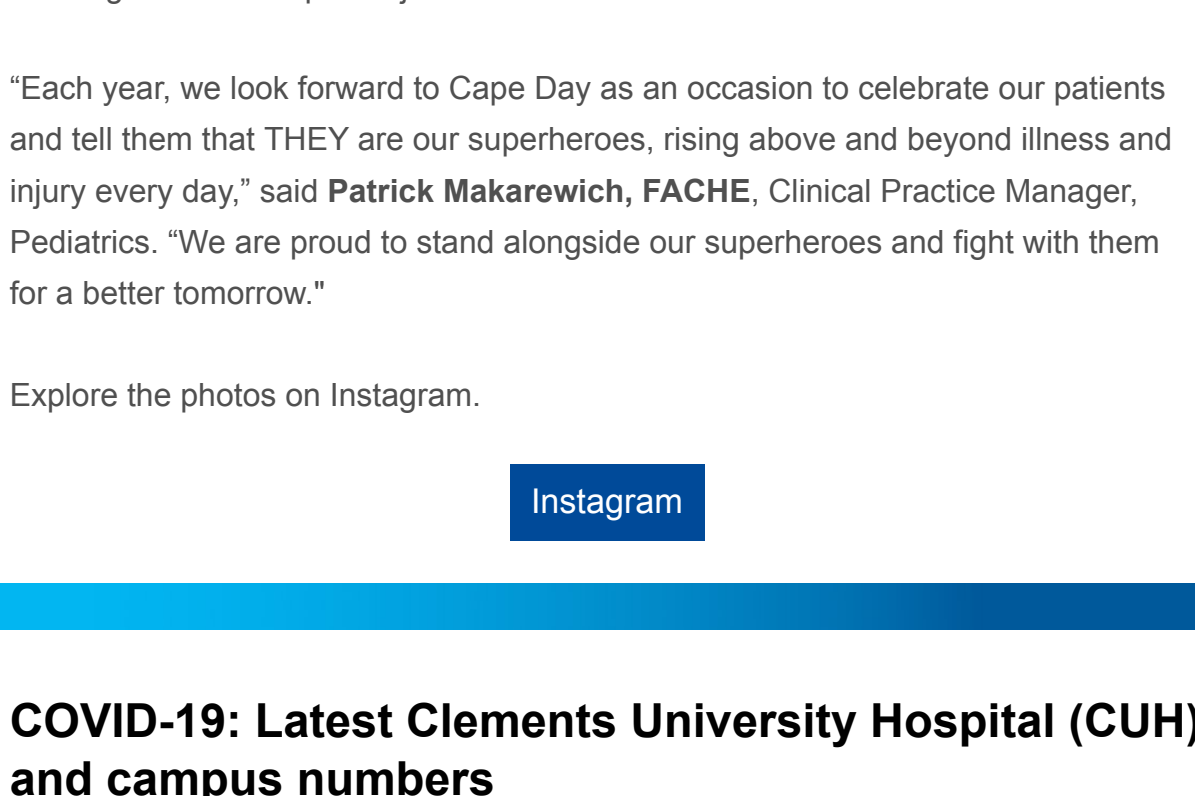 “Each year, we look forward to Cape Day as an occasion to celebrate our patients
and tell them that THEY are our superheroes, rising above and beyond illness and
injury every day,” said Patrick Makarewich, FACHE, Clinical Practice Manager,
Pediatrics. “We are proud to stand alongside our superheroes and fight with them
for a better tomorrow."
Explore the photos on Instagram.
Instagram
COVID-19: Latest Clements University Hospital (CUH)
and campus numbers